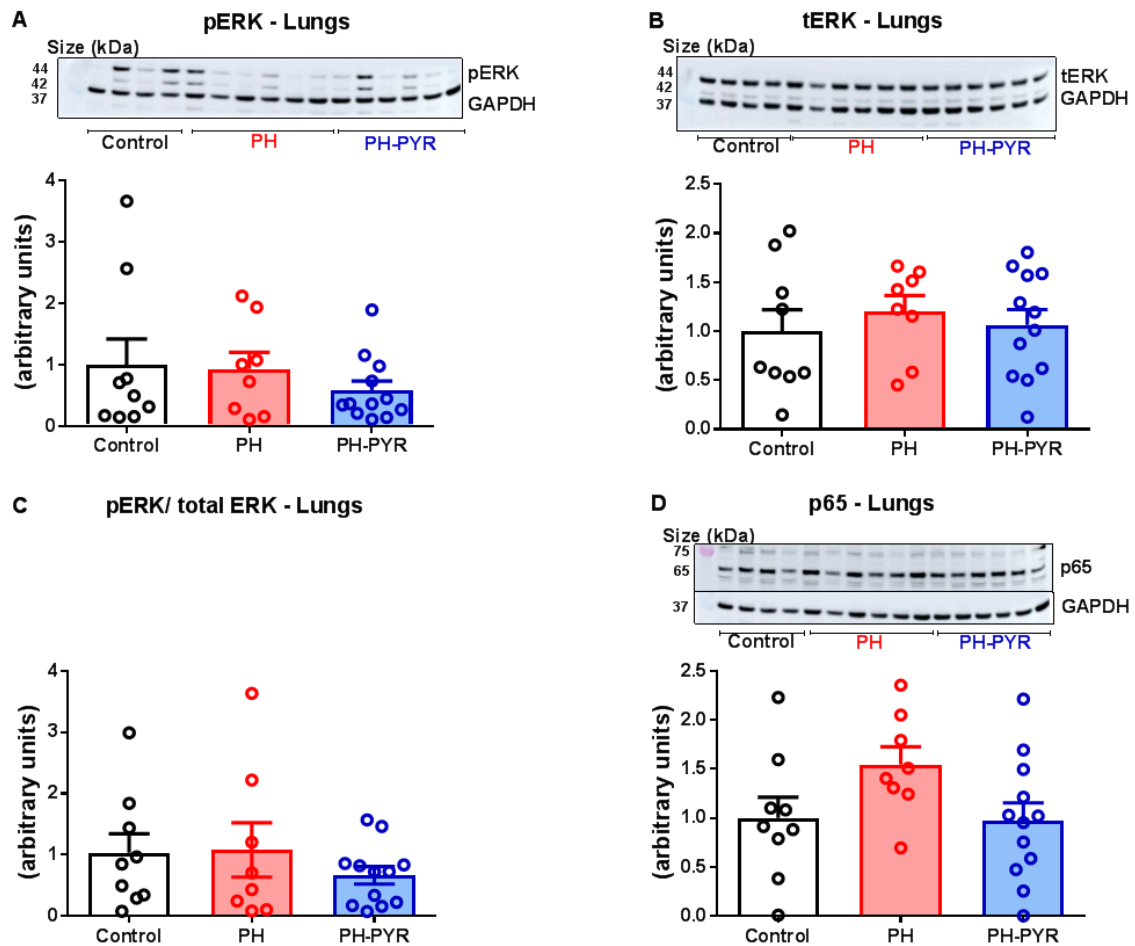 A
pERK - Lungs
Size (kDa)
44
42
37
pERK
GAPDH
Control
PH
PH-PYR
(arbitrary units)
4
3
2
1
0
Control
PH
PH-PYR
B
tERK - Lungs
Size (kDa)
44
42
37
tERK
GAPDH
Control
PH
PH-PYR
(arbitrary units)
2.5
2.0
1.5
1.0
0.5
0.0
Control
PH
PH-PYR
C
pERK/ total ERK - Lungs
(arbitrary units)
4
3
2
1
0
Control
PH
PH-PYR
D
p65 - Lungs
Size (kDa)
75
65
37
p65
GAPDH
Control
PH
PH-PYR
(arbitrary units)
2.5
2.0
1.5
1.0
0.5
0.0
Control
PH
PH-PYR